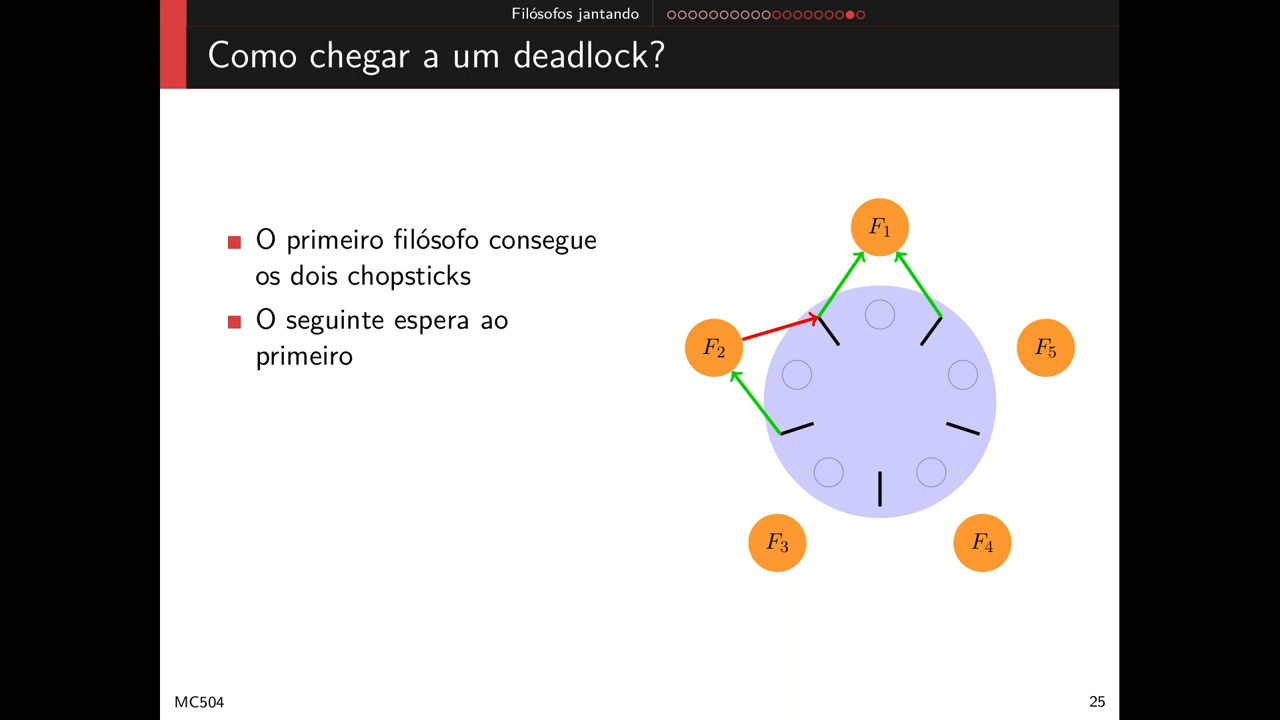 Filósofos jantando
Como chegar a um deadlock?
O primeiro filósofo consegue
os dois chopsticks
O seguinte espera ao
primeiro
F1
F2
F5
F3
F4
MC504
25